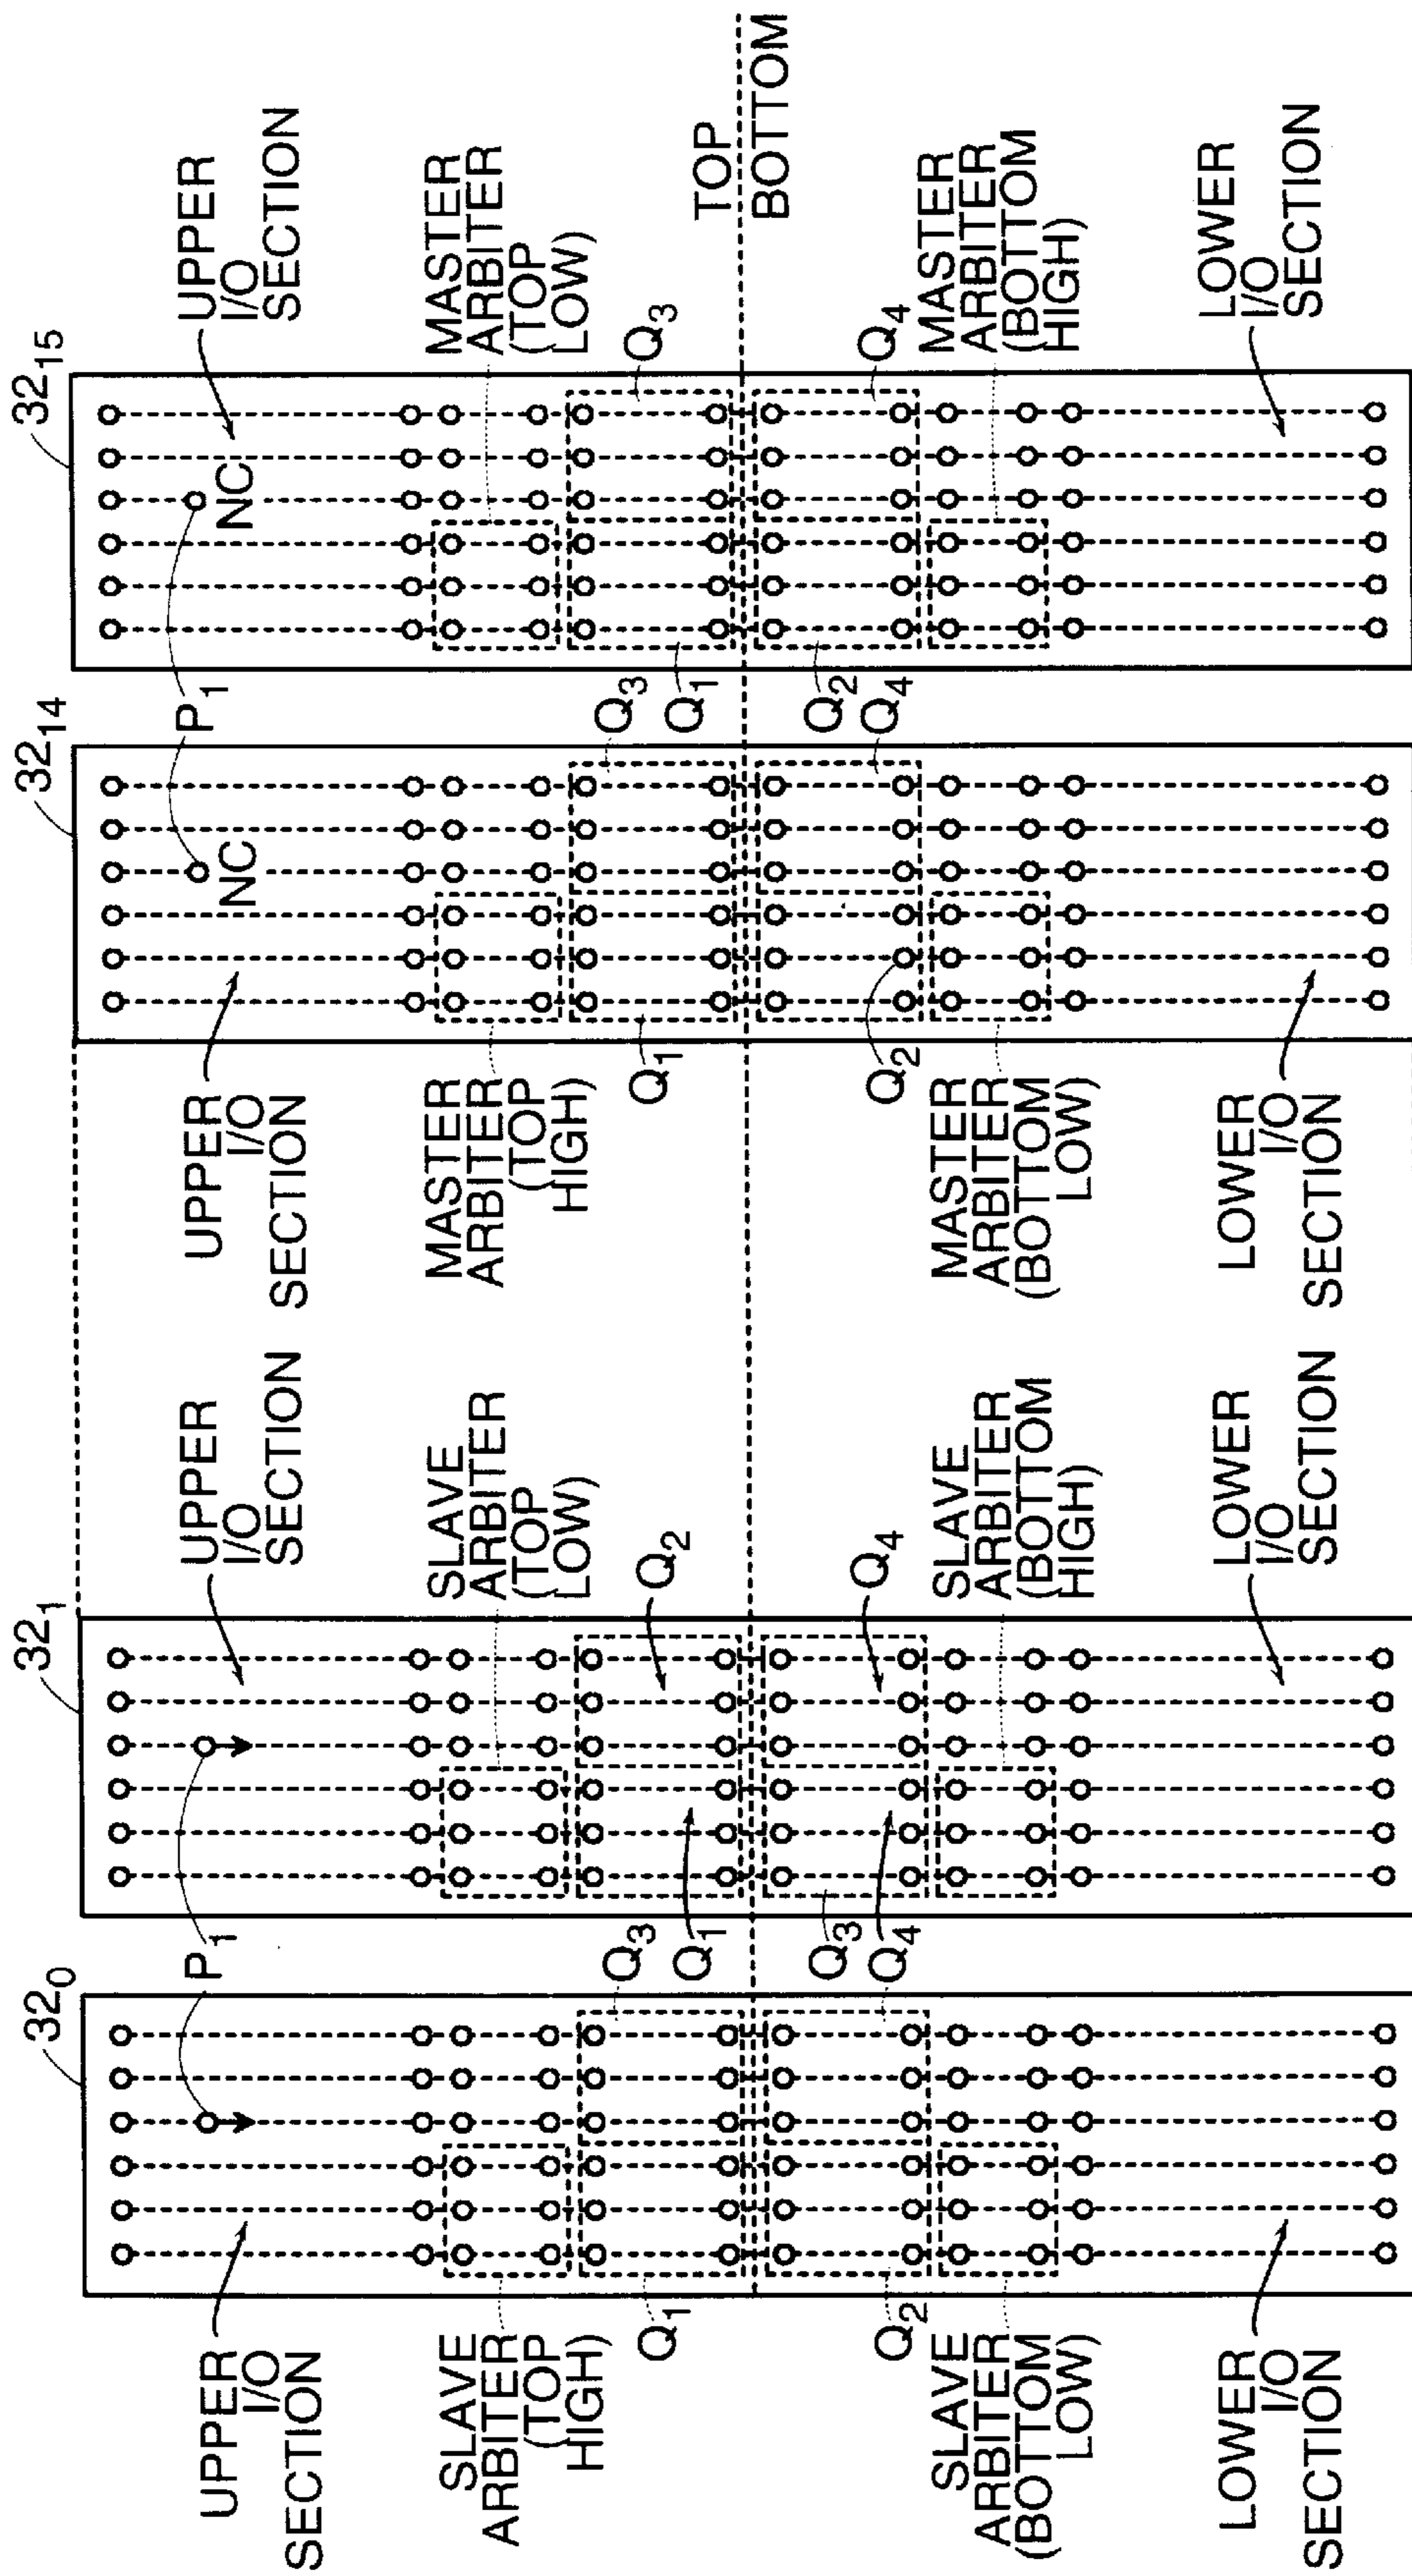 32₀
UPPER
I/O
SECTION
SLAVE
ARBITER
(TOP
HIGH)
Q₁
Q₃
Q₂
Q₄
SLAVE
ARBITER
(BOTTOM
LOW)
LOWER
I/O
SECTION
P₁
32₁
UPPER
I/O
SECTION
SLAVE
ARBITER
(TOP
LOW)
Q₁
Q₂
Q₃
Q₄
Q₄
SLAVE
ARBITER
(BOTTOM
HIGH)
LOWER
I/O
SECTION
32₁₄
UPPER
I/O
SECTION
NC
MASTER
ARBITER
(TOP
HIGH)
Q₁
Q₃
Q₂
Q₄
MASTER
ARBITER
(BOTTOM
LOW)
LOWER
I/O
SECTION
P₁
32₁₅
UPPER
I/O
SECTION
NC
MASTER
ARBITER
(TOP
LOW)
Q₁
Q₃
Q₂
Q₄
MASTER
ARBITER
(BOTTOM
HIGH)
LOWER
I/O
SECTION
TOP
BOTTOM